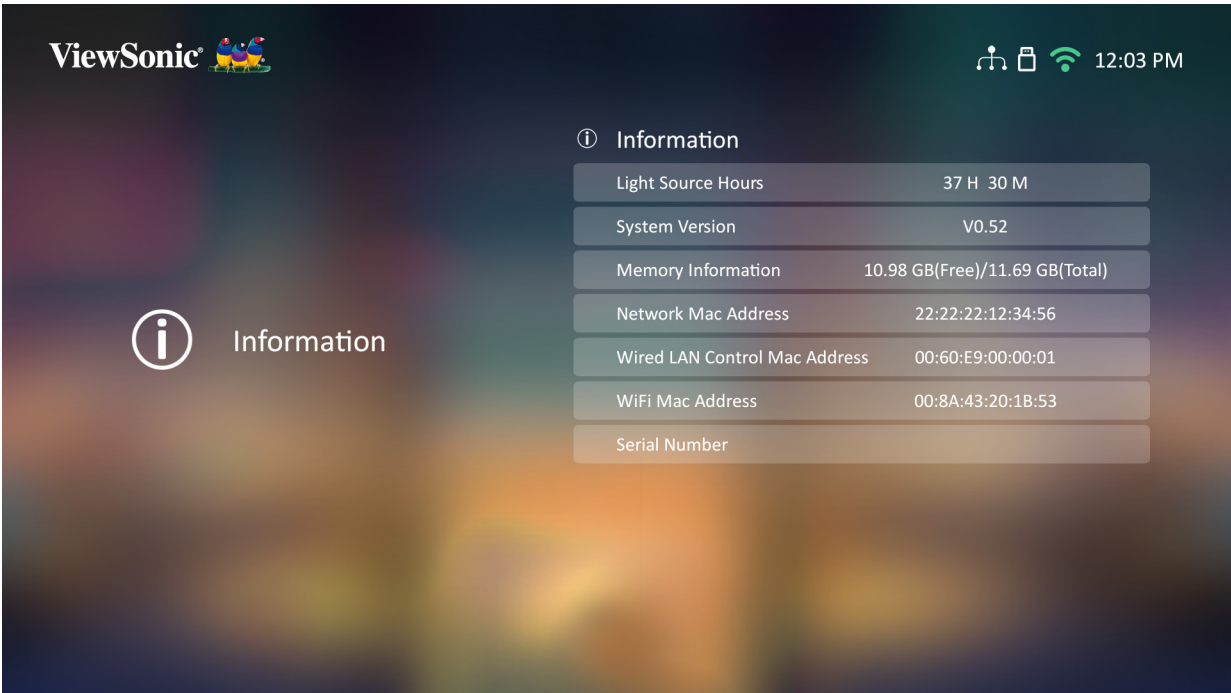 ViewSonic®
12:03 PM
Information
Information
Light Source Hours 37 H 30 M
System Version V0.52
Memory Information 10.98 GB(Free)/11.69 GB(Total)
Network Mac Address 22:22:22:12:34:56
Wired LAN Control Mac Address 00:60:E9:00:00:01
WiFi Mac Address 00:8A:43:20:1B:53
Serial Number